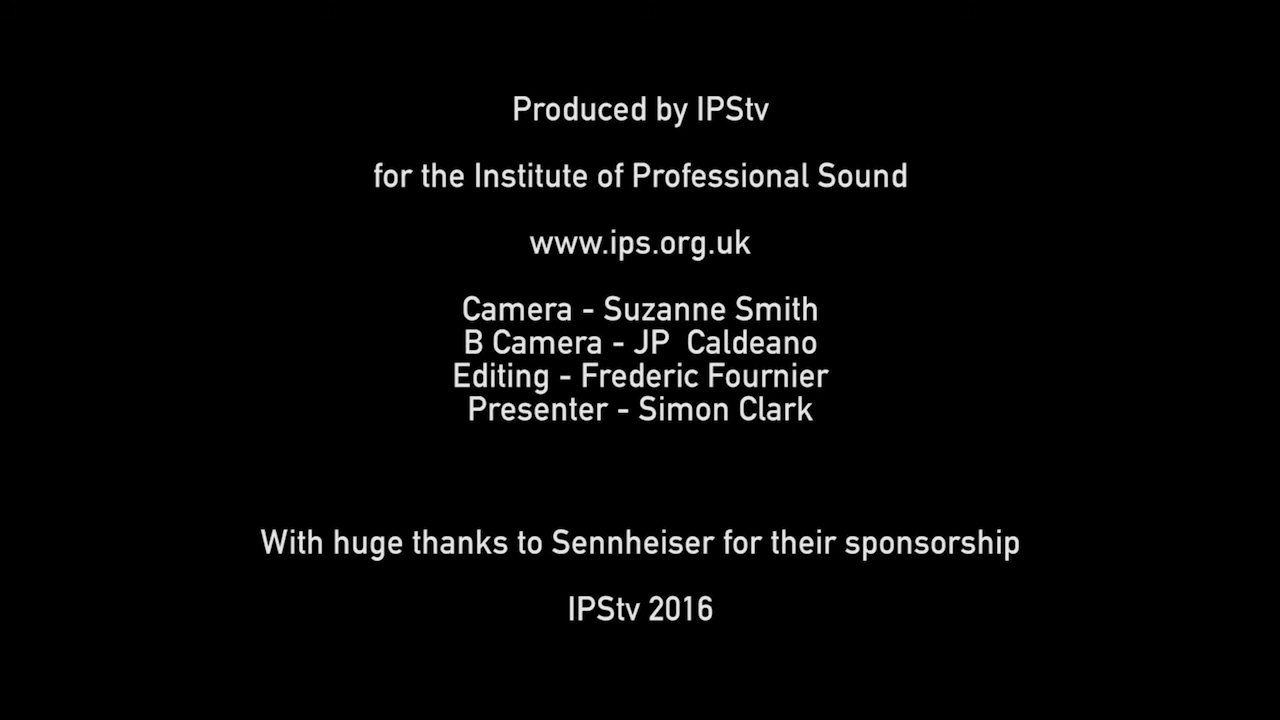 Produced by IPStv
for the Institute of Professional Sound
www.ips.org.uk
Camera - Suzanne Smith
B Camera - JP  Caldeano
Editing - Frederic Fournier
Presenter - Simon Clark
With huge thanks to Sennheiser for their sponsorship
IPStv 2016